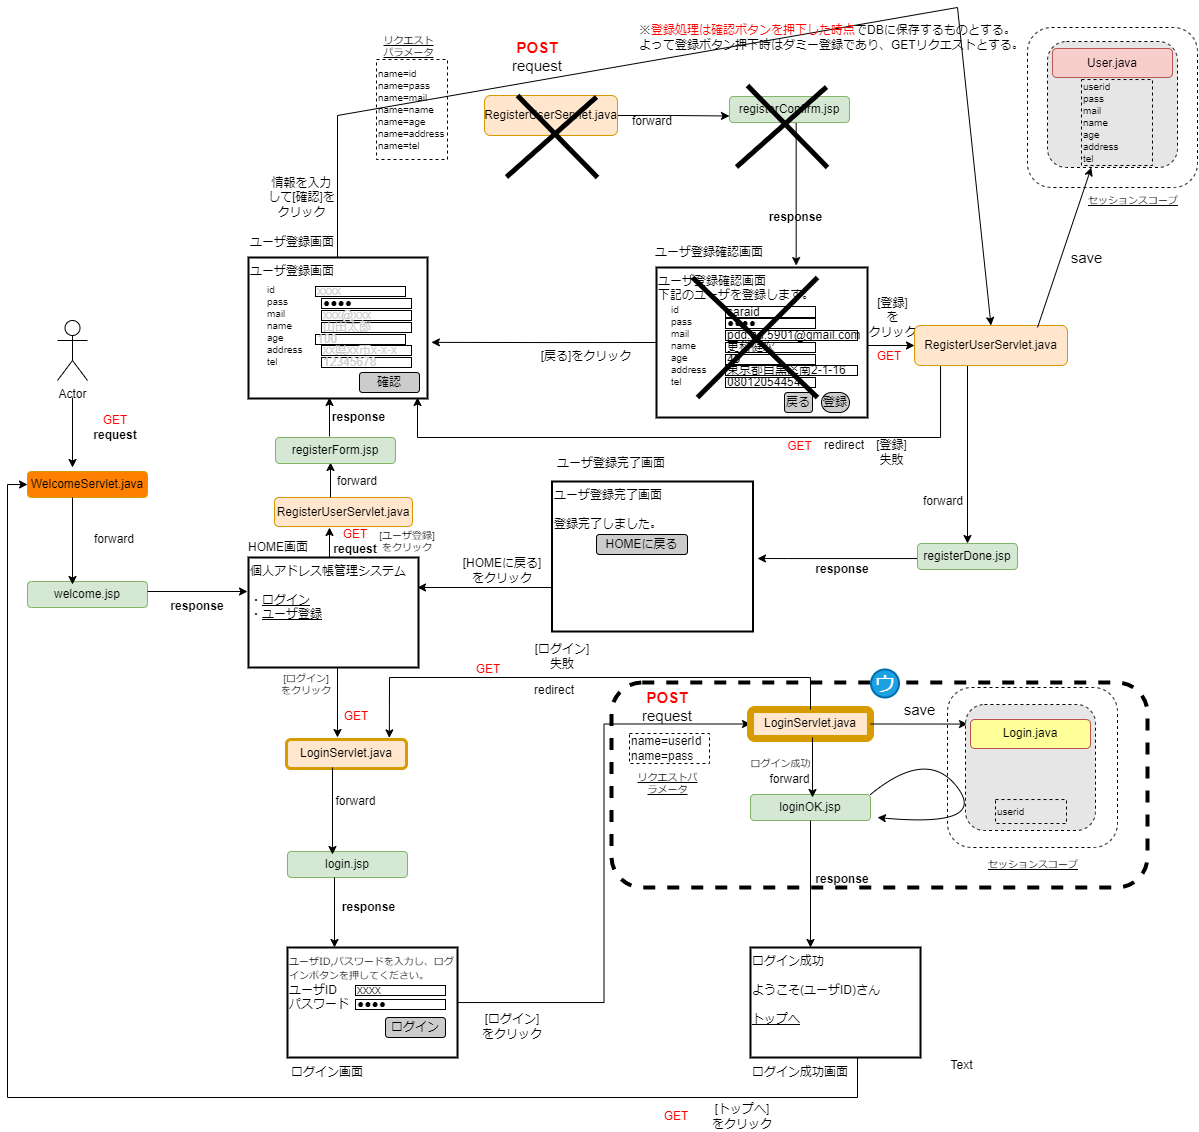 ※登録処理は確認ボタンを押下した時点でDBに保存するものとする。
よって登録ボタン押下時はダミー登録であり、GETリクエストとする。
リクエスト
パラメータ
name=id
name=pass
name=mail
name=name
name=age
name=address
name=tel
POST
request
RegisterUserServlet.java
forward
registerConfirm.jsp
User.java
userid
pass
mail
name
age
address
tel
セッションスコープ
save
情報を入力
して[確認]を
クリック
response
ユーザ登録画面
ユーザ登録画面
id
xxxx
pass
●●●●
mail
xxx@xxx
name
山田太郎
age
100
address
xx県xx市x-x-x
tel
12345678
確認
ユーザ登録確認画面
ユーザ登録確認画面
下記のユーザを登録します。
id
saraid
pass
●●●●
mail
name
age
address
東京都目黒区南2-1-16
tel
08012054454
戻る
登録
[戻る]をクリック
[登録]
を
クリック
GET
RegisterUserServlet.java
Actor
GET
request
response
registerForm.jsp
forward
RegisterUserServlet.java
GET
request
[ユーザ登録]
をクリック
GET
redirect
[登録]
失敗
WelcomeServlet.java
forward
welcome.jsp
response
ユーザ登録完了画面
ユーザ登録完了画面
登録完了しました。
HOMEに戻る
forward
registerDone.jsp
response
[HOMEに戻る]
をクリック
HOME画面
個人アドレス帳管理システム
・ログイン
・ユーザ登録
[ログイン]
をクリック
GET
[ログイン]
失敗
GET
redirect
ウ
POST
request
name=userId
name=pass
リクエストパ
ラメータ
LoginServlet.java
save
Login.java
userid
セッションスコープ
ログイン成功
forward
loginOK.jsp
response
LoginServlet.java
forward
login.jsp
response
ユーザID,パスワードを入力し、ログ
インボタンを押してください。
ユーザID
xxxx
パスワード
●●●●
ログイン
ログイン画面
[ログイン]
をクリック
ログイン成功
ようこそ(ユーザID)さん
トップへ
ログイン成功画面
Text
GET
[トップへ]
をクリック